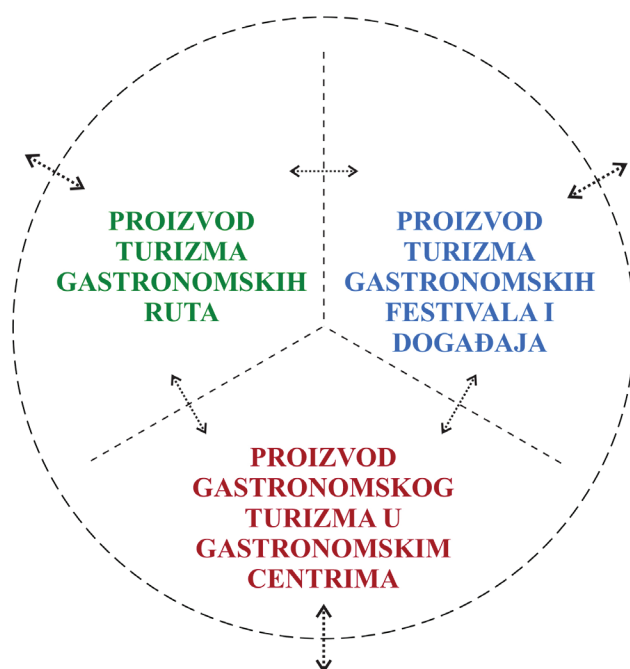 PROIZVOD
TURIZMA
GASTRONOMSKIH
RUTA
PROIZVOD
TURIZMA
GASTRONOMSKIH
FESTIVALA I
DOGAĐAJA
PROIZVOD
GASTRONOMSKOG
TURIZMA U
GASTRONOMSKIM
CENTRIMA